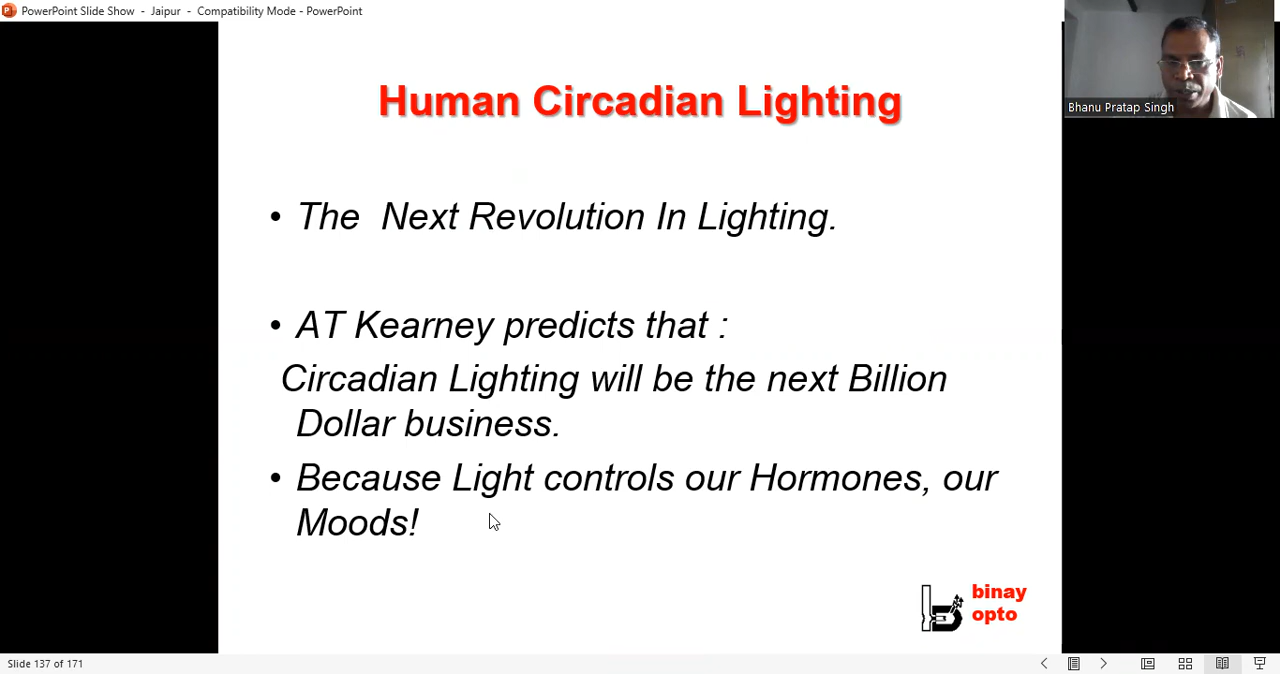 PowerPoint Slide Show - Jaipur - Compatibility Mode - PowerPoint
Bhanu Pratap Singh
Human Circadian Lighting
• The Next Revolution In Lighting.
• AT Kearney predicts that :
Circadian Lighting will be the next Billion
Dollar business.
• Because Light controls our Hormones, our
Moods!
binay
opto
Slide 137 of 171